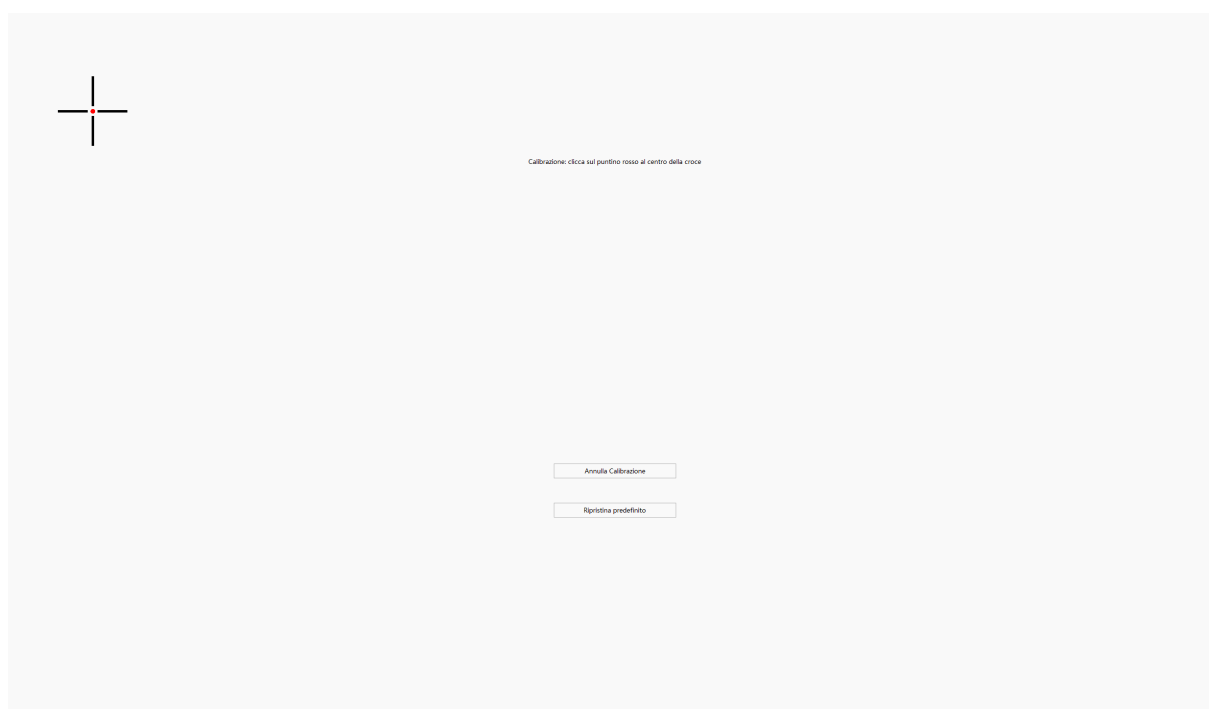 Calibrazione: clicca sul puntino rosso al centro della croce
Annulla Calibrazione
Ripristina predefinito